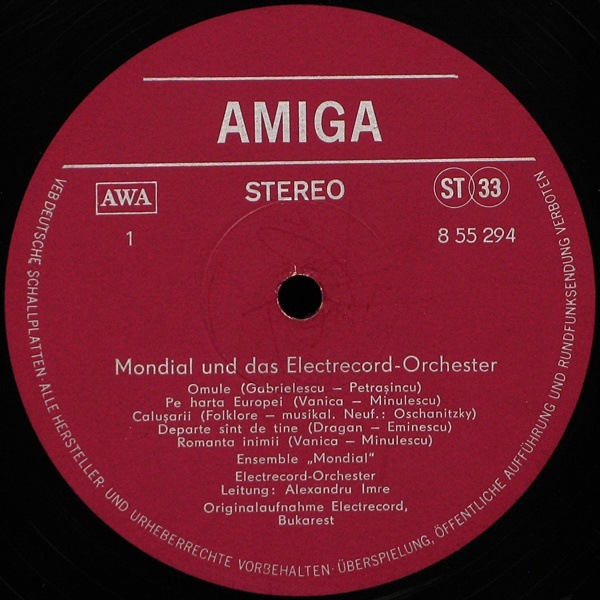 AMIGA
AWA
STEREO
ST 33
1
8 55 294
Mondial und das Electrecord-Orchester
Omule (Gabrielescu – Petrașincu)
Pe harta Europei (Vanica – Minulescu)
Calușarii (Folklore – musikal. Neuf.: Oschanitzky)
Departe sînt de tine (Dragan – Eminescu)
Romanta inimii (Vanica – Minulescu)
Ensemble „Mondial”
Electrecord-Orchester
Leitung: Alexandru Imre
Originalaufnahme Electrecord,
Bukarest
VEB DEUTSCHE SCHALLPLATTEN ALLE HERSTELLER- UND URHEBERRECHTE VORBEHALTEN · ÜBERSPIELUNG, ÖFFENTLICHE AUFFÜHRUNG UND RUNDFUNKSENDUNG VERBOTEN